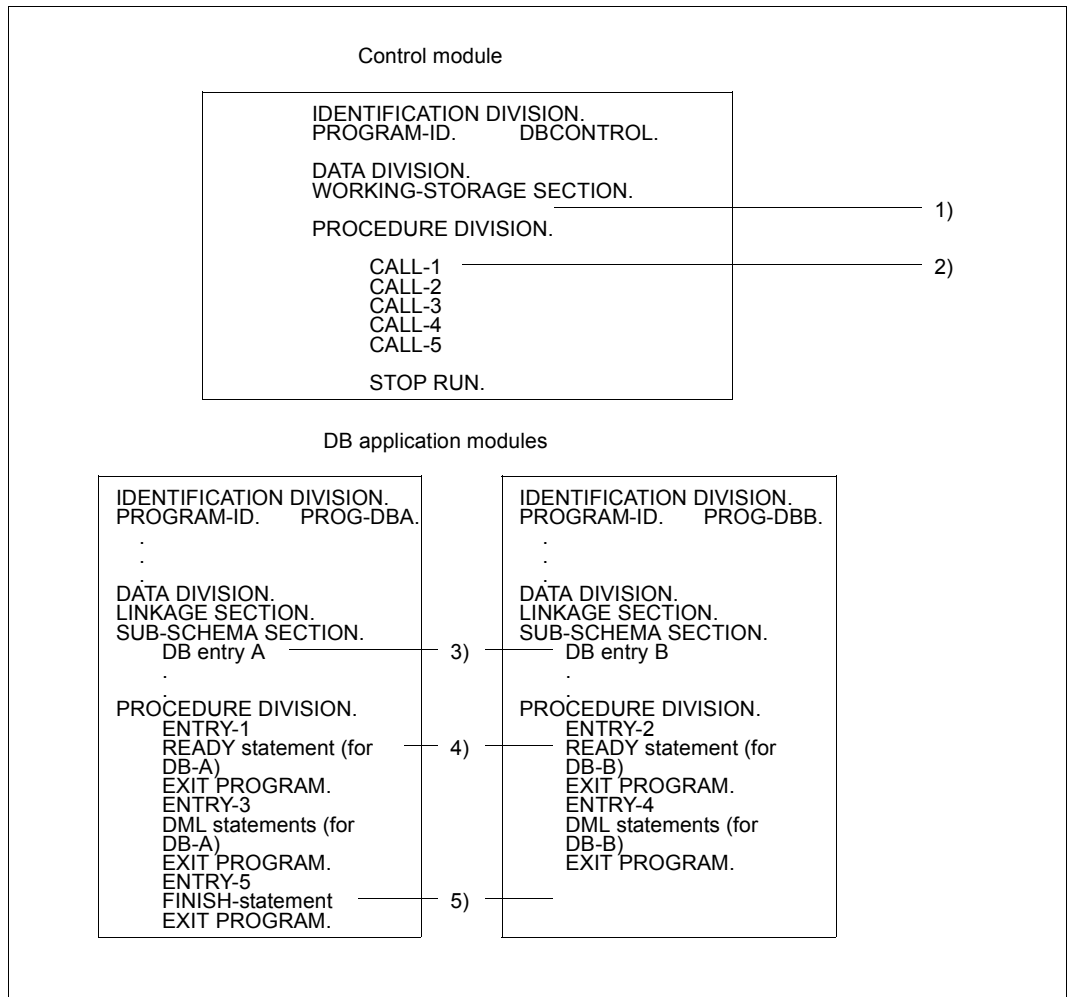 Control module
IDENTIFICATION DIVISION.
PROGRAM-ID. DBCONTROL.
DATA DIVISION.
WORKING-STORAGE SECTION.
1)
PROCEDURE DIVISION.
CALL-1
2)
CALL-2
CALL-3
CALL-4
CALL-5
STOP RUN.
DB application modules
IDENTIFICATION DIVISION.
PROGRAM-ID. PROG-DBA.
.
.
.
DATA DIVISION.
LINKAGE SECTION.
SUB-SCHEMA SECTION.
DB entry A
.
.
PROCEDURE DIVISION.
ENTRY-1
READY statement (for
DB-A)
EXIT PROGRAM.
ENTRY-3
DML statements (for
DB-A)
EXIT PROGRAM.
ENTRY-5
FINISH-statement
EXIT PROGRAM.
3)
4)
5)
IDENTIFICATION DIVISION.
PROGRAM-ID. PROG-DBB.
.
.
.
DATA DIVISION.
LINKAGE SECTION.
SUB-SCHEMA SECTION.
DB entry B
.
.
PROCEDURE DIVISION.
ENTRY-2
READY statement (for
DB-B)
EXIT PROGRAM.
ENTRY-4
DML statements (for
DB-B)
EXIT PROGRAM.